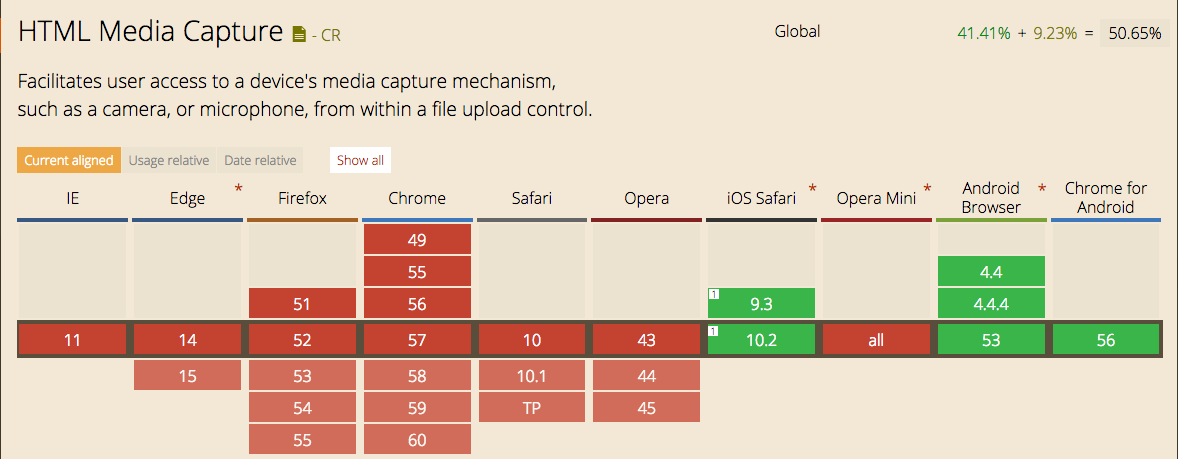 HTML Media Capture - CR
Global
41.41% + 9.23% = 50.65%
Facilitates user access to a device's media capture mechanism,
such as a camera, or microphone, from within a file upload control.
Current aligned Usage relative Date relative Show all
IE Edge * Firefox Chrome Safari Opera iOS Safari * Opera Mini * Android Browser * Chrome for Android
49
55 4.4
51 56 1 9.3 4.4.4
11 14 52 57 10 43 1 10.2 all 53 56
15 53 58 10.1 44
54 59 TP 45
55 60